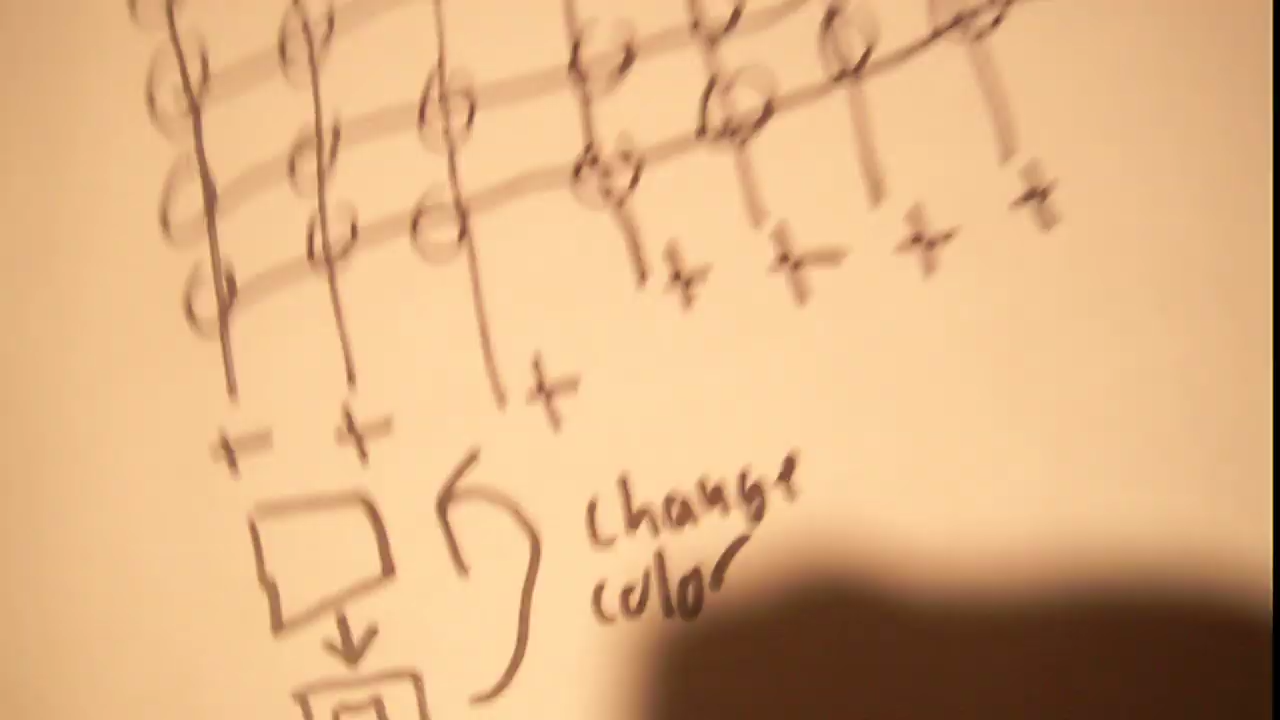 + + + + + + +
change
color